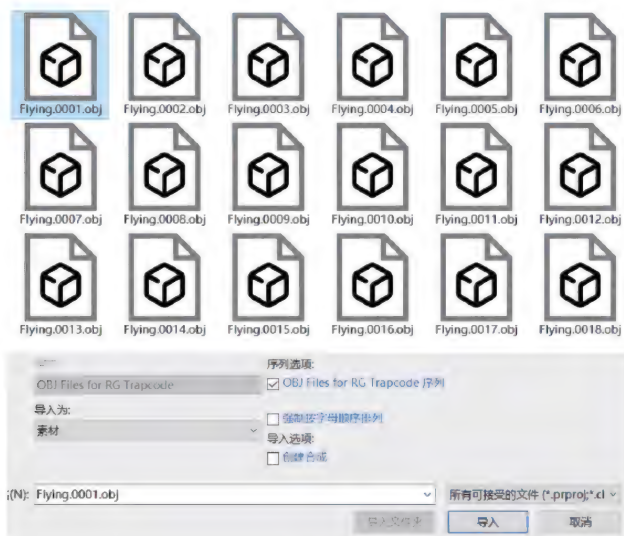 Flying.0001.obj Flying.0002.obj Flying.0003.obj Flying.0004.obj Flying.0005.obj Flying.0006.obj
Flying.0007.obj Flying.0008.obj Flying.0009.obj Flying.0010.obj Flying.0011.obj Flying.0012.obj
Flying.0013.obj Flying.0014.obj Flying.0015.obj Flying.0016.obj Flying.0017.obj Flying.0018.obj
序列选项:
OBJ Files for RG Trapcode
OBJ Files for RG Trapcode 序列
导入为:
强制按字母顺序排列
素材
导入选项:
创建合成
(N): Flying.0001.obj
所有可接受的文件 (*.prproj;*.cl
导入文件夹
导入
取消